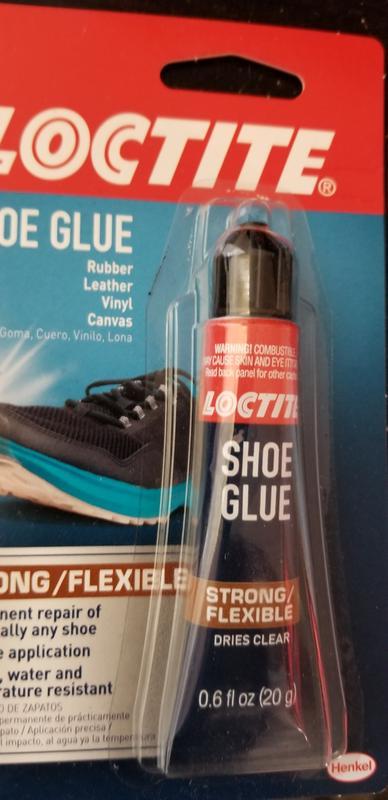 LOCTITE®
OE GLUE
Rubber
Leather
Vinyl
Canvas
Goma, Cuero, Vinilo, Lona
ONG/FLEXIBLE
nent repair of
ally any shoe
e application
, water and
rature resistant
O DE ZAPATOS
permanente de prácticamente
pato / Aplicación precisa /
l impacto, al agua ya la temperatura
WARNING! COMBUSTIBLE,
MAY CAUSE SKIN AND EYE
Read back panel for other
LOCTITE
SHOE
GLUE
STRONG/
FLEXIBLE
DRIES CLEAR
0.6 fl oz (20 g)
Henkel